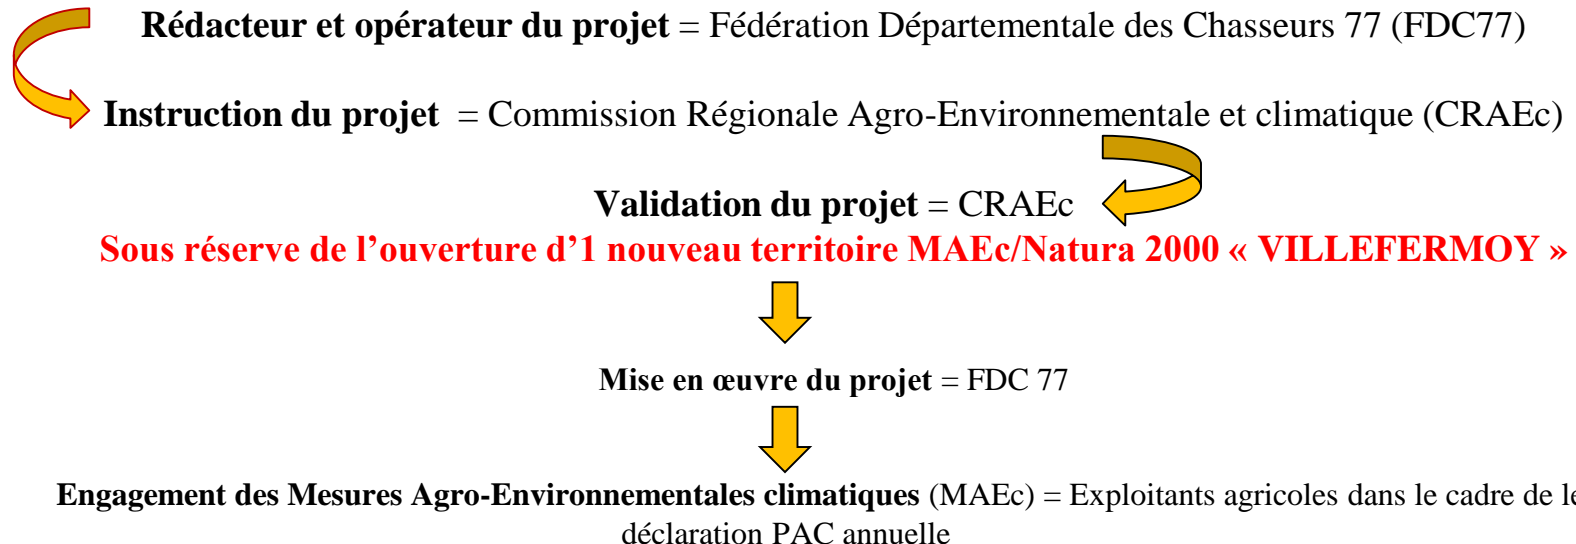 Rédacteur et opérateur du projet = Fédération Départementale des Chasseurs 77 (FDC77)
Instruction du projet = Commission Régionale Agro-Environnementale et climatique (CRAEc)
Validation du projet = CRAEc
Sous réserve de l’ouverture d’1 nouveau territoire MAEc/Natura 2000 « VILLEFERMOY »
Mise en œuvre du projet = FDC 77
Engagement des Mesures Agro-Environnementales climatiques (MAEc) = Exploitants agricoles dans le cadre de
déclaration PAC annuelle